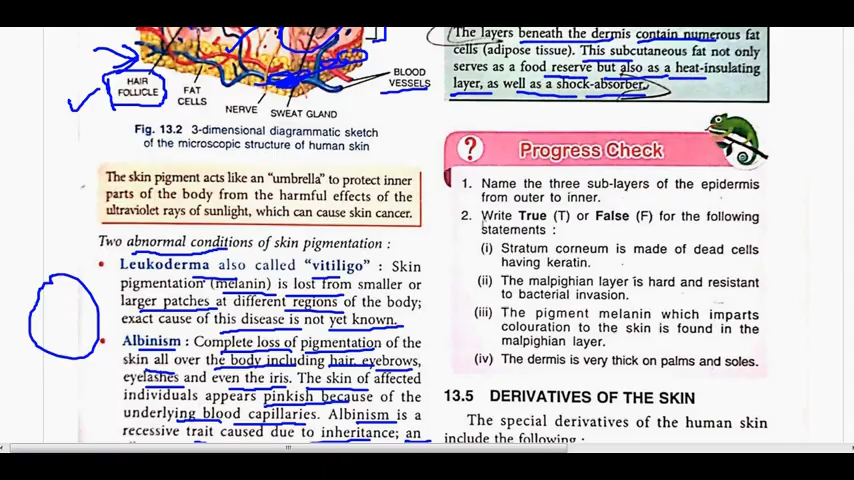 HAIR
FOLLICLE
FAT
CELLS
NERVE
SWEAT GLAND
BLOOD
VESSELS
Fig. 13.2 3-dimensional diagrammatic sketch
of the microscopic structure of human skin
The skin pigment acts like an "umbrella" to protect inner
parts of the body from the harmful effects of the
ultraviolet rays of sunlight, which can cause skin cancer.
Two abnormal conditions of skin pigmentation :
• Leukoderma also called "vitiligo" : Skin
pigmentation (melanin) is lost from smaller or
larger patches at different regions of the body;
exact cause of this disease is not yet known.
• Albinism : Complete loss of pigmentation of the
skin all over the body including hair, eyebrows,
eyelashes and even the iris. The skin of affected
individuals appears pinkish because of the
underlying blood capillaries. Albinism is a
recessive trait caused due to inheritance; an
The layers beneath the dermis contain numerous fat
cells (adipose tissue). This subcutaneous fat not only
serves as a food reserve but also as a heat-insulating
layer, as well as a shock-absorber.
? Progress Check
1. Name the three sub-layers of the epidermis
from outer to inner.
2. Write True (T) or False (F) for the following
statements :
(i) Stratum corneum is made of dead cells
having keratin.
(ii) The malpighian layer is hard and resistant
to bacterial invasion.
(iii) The pigment melanin which imparts
colouration to the skin is found in the
malpighian layer.
(iv) The dermis is very thick on palms and soles.
13.5 DERIVATIVES OF THE SKIN
The special derivatives of the human skin
include the following :